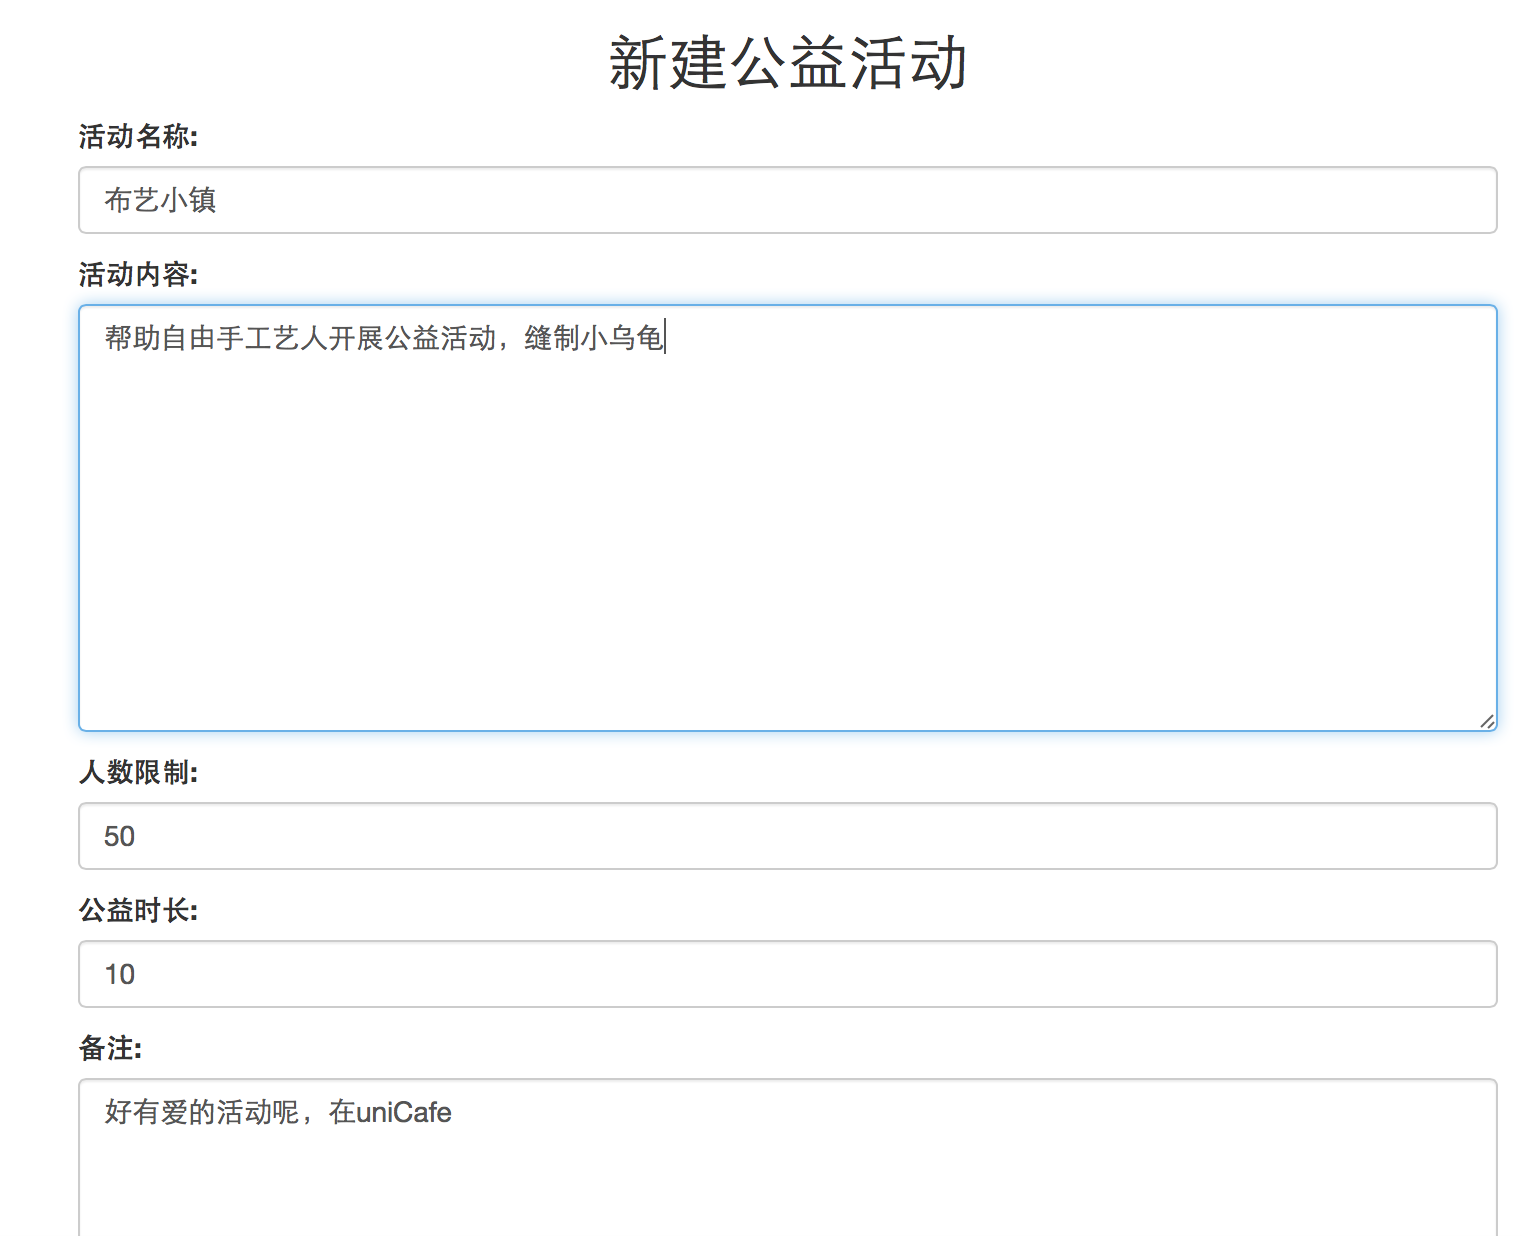 新建公益活动
活动名称:
布艺小镇
活动内容:
帮助自由手工艺人开展公益活动，缝制小乌龟
人数限制:
50
公益时长:
10
备注:
好有爱的活动呢，在uniCafe